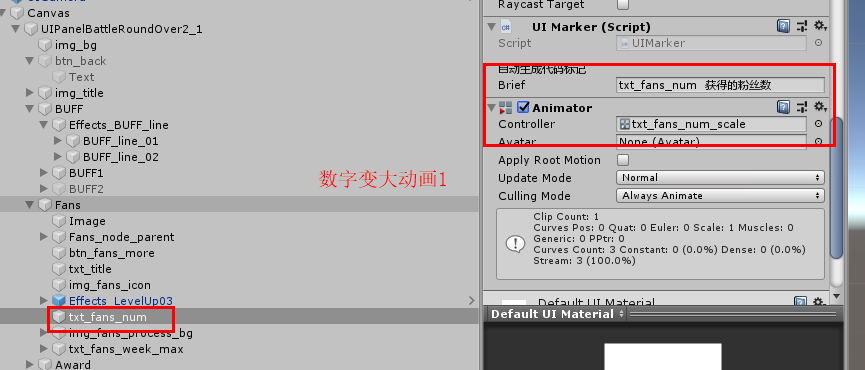 Canvas
UIPanelBattleRoundOver2_1
img_bg
btn_back
Text
img_title
BUFF
Effects_BUFF_line
BUFF_line_01
BUFF_line_02
BUFF1
BUFF2
Fans
Image
Fans_node_parent
btn_fans_more
txt_title
img_fans_icon
Effects_LevelUp03
txt_fans_num
img_fans_process_bg
txt_fans_week_max
Award
数字变大动画1
Raycast Target
UI Marker (Script)
Script UIMarker
自动生成代码标记
Brief txt_fans_num 获得的粉丝数
Animator
Controller txt_fans_num_scale
Avatar None (Avatar)
Apply Root Motion
Update Mode Normal
Culling Mode Always Animate
Clip Count: 1
Curves Pos: 0 Quat: 0 Euler: 0 Scale: 1 Muscles: 0
Generic: 0 PPtr: 0
Curves Count: 3 Constant: 0 (0.0%) Dense: 0 (0.0%)
Stream: 3 (100.0%)
Default UI Material
Default UI Material